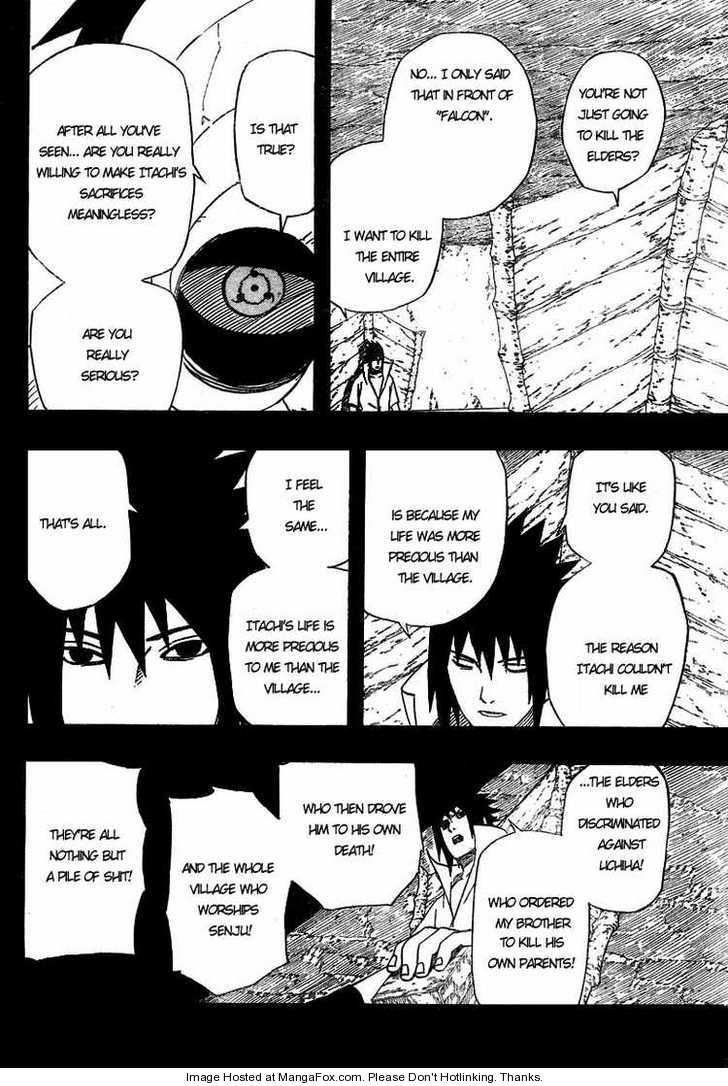 YOU'RE NOT
JUST GOING
TO KILL THE
ELDERS?
NO... I ONLY SAID
THAT IN FRONT OF
"FALCON".
I WANT TO KILL
THE ENTIRE
VILLAGE.
IS THAT
TRUE?
AFTER ALL YOU'VE
SEEN... ARE YOU REALLY
WILLING TO MAKE ITACHI'S
SACRIFICES
MEANINGLESS?
ARE YOU
REALLY
SERIOUS?
IT'S LIKE
YOU SAID.
THE REASON
ITACHI COULDN'T
KILL ME
IS BECAUSE MY
LIFE WAS MORE
PRECIOUS THAN
THE VILLAGE.
I FEEL
THE
SAME...
ITACHI'S LIFE IS
MORE PRECIOUS
TO ME THAN THE
VILLAGE...
THAT'S ALL.
...THE ELDERS
WHO
DISCRIMINATED
AGAINST
UCHIHA!
WHO ORDERED
MY BROTHER
TO KILL HIS
OWN PARENTS!
WHO THEN DROVE
HIM TO HIS OWN
DEATH!
AND THE WHOLE
VILLAGE WHO
WORSHIPS
SENJU!
THEY'RE ALL
NOTHING BUT
A PILE OF SHIT!
Image Hosted at MangaFox.com. Please Don't Hotlinking. Thanks.